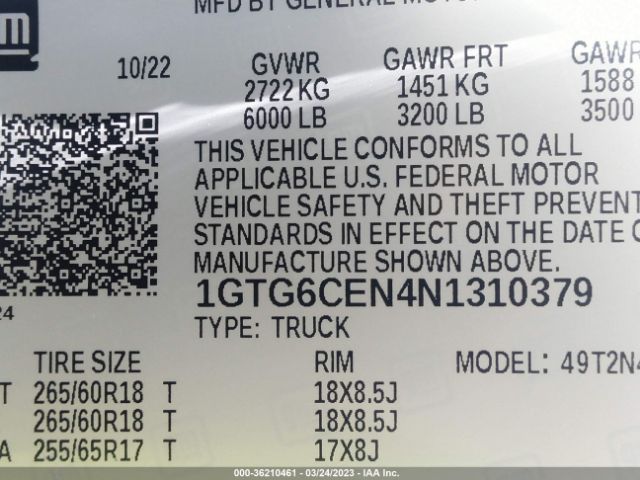 m
MFD BY GENERAL MOTOR
10/22 GVWR GAWR FRT GAWR
2722 KG 1451 KG 1588
6000 LB 3200 LB 3500
THIS VEHICLE CONFORMS TO ALL
APPLICABLE U.S. FEDERAL MOTOR
VEHICLE SAFETY AND THEFT PREVENT
STANDARDS IN EFFECT ON THE DATE O
MANUFACTURE SHOWN ABOVE.
1GTG6CEN4N1310379
24
TYPE: TRUCK
TIRE SIZE RIM MODEL: 49T2N4
T 265/60R18 T 18X8.5J
265/60R18 T 18X8.5J
A 255/65R17 T 17X8J
000-36210461 - 03/24/2023 - IAA Inc.